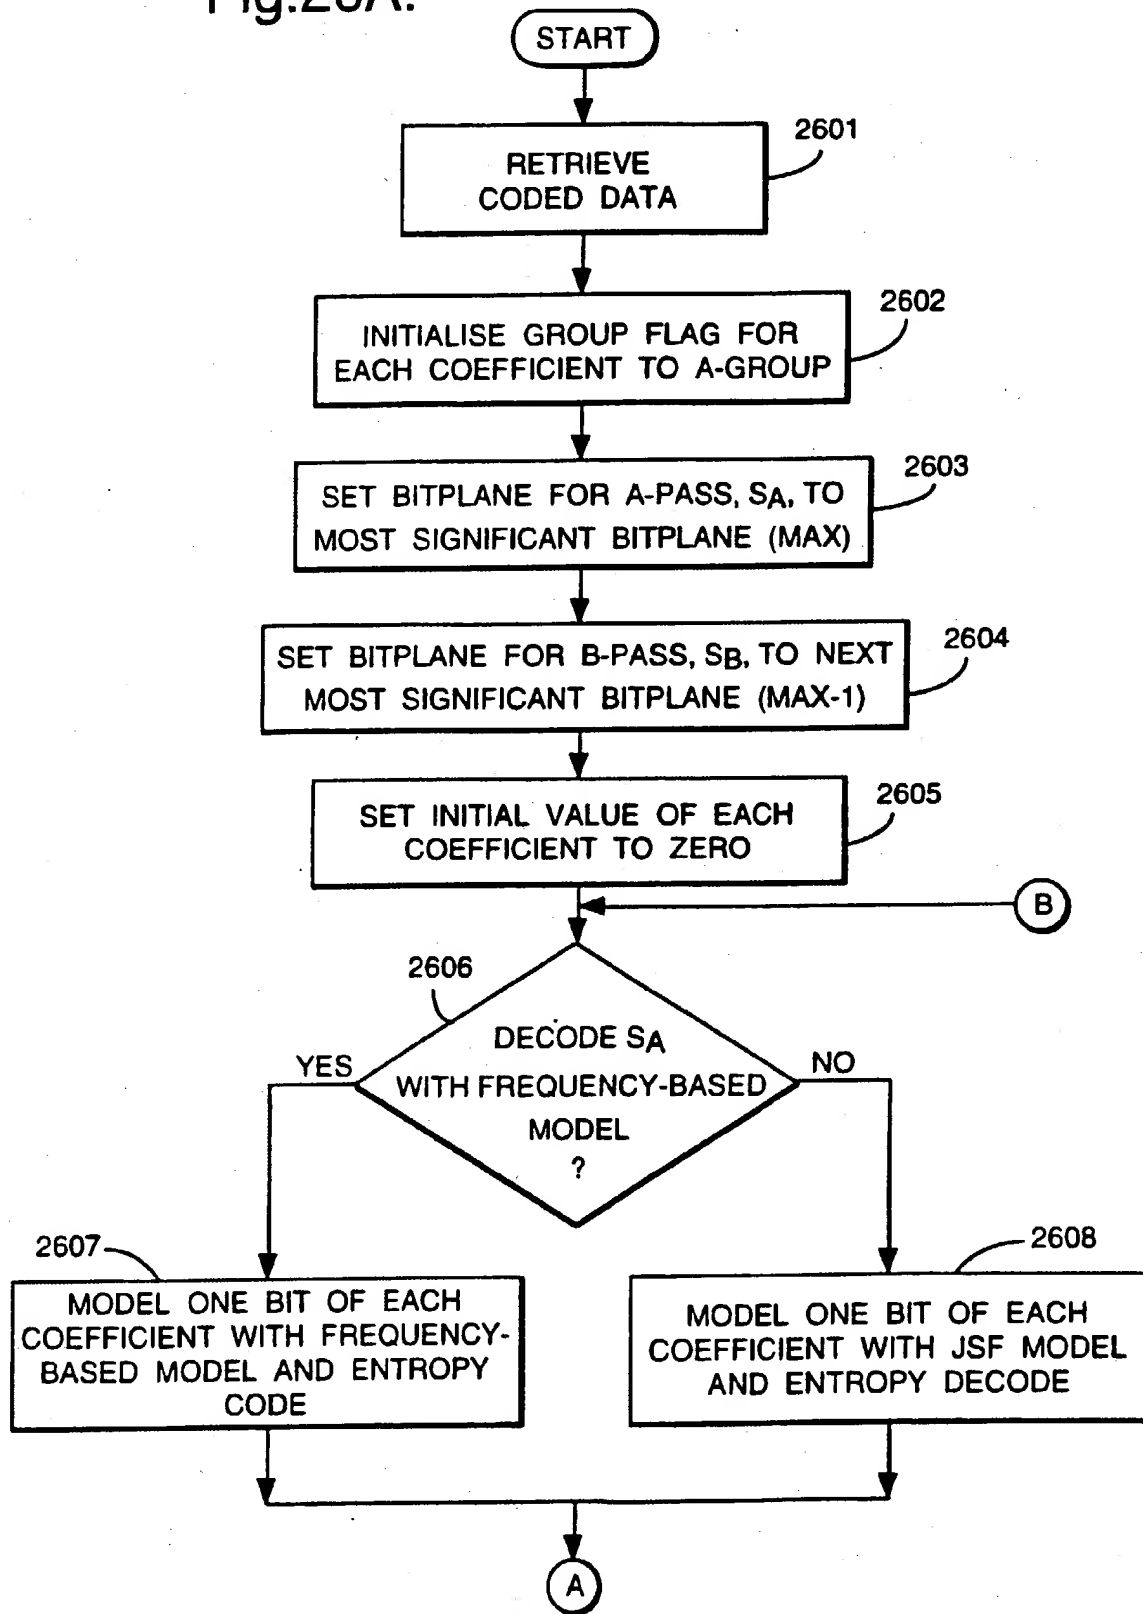 START
2601
RETRIEVE
CODED DATA
2602
INITIALISE GROUP FLAG FOR
EACH COEFFICIENT TO A-GROUP
2603
SET BITPLANE FOR A-PASS, SA, TO
MOST SIGNIFICANT BITPLANE (MAX)
2604
SET BITPLANE FOR B-PASS, SB, TO NEXT
MOST SIGNIFICANT BITPLANE (MAX-1)
2605
SET INITIAL VALUE OF EACH
COEFFICIENT TO ZERO
B
2606
DECODE SA
WITH FREQUENCY-BASED
MODEL
?
YES
NO
2607
MODEL ONE BIT OF EACH
COEFFICIENT WITH FREQUENCY-
BASED MODEL AND ENTROPY
CODE
2608
MODEL ONE BIT OF EACH
COEFFICIENT WITH JSF MODEL
AND ENTROPY DECODE
A